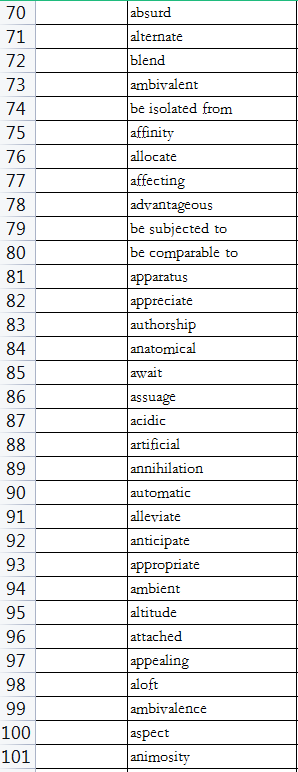 70 absurd
71 alternate
72 blend
73 ambivalent
74 be isolated from
75 affinity
76 allocate
77 affecting
78 advantageous
79 be subjected to
80 be comparable to
81 apparatus
82 appreciate
83 authorship
84 anatomical
85 await
86 assuage
87 acidic
88 artificial
89 annihilation
90 automatic
91 alleviate
92 anticipate
93 appropriate
94 ambient
95 altitude
96 attached
97 appealing
98 aloft
99 ambivalence
100 aspect
101 animosity